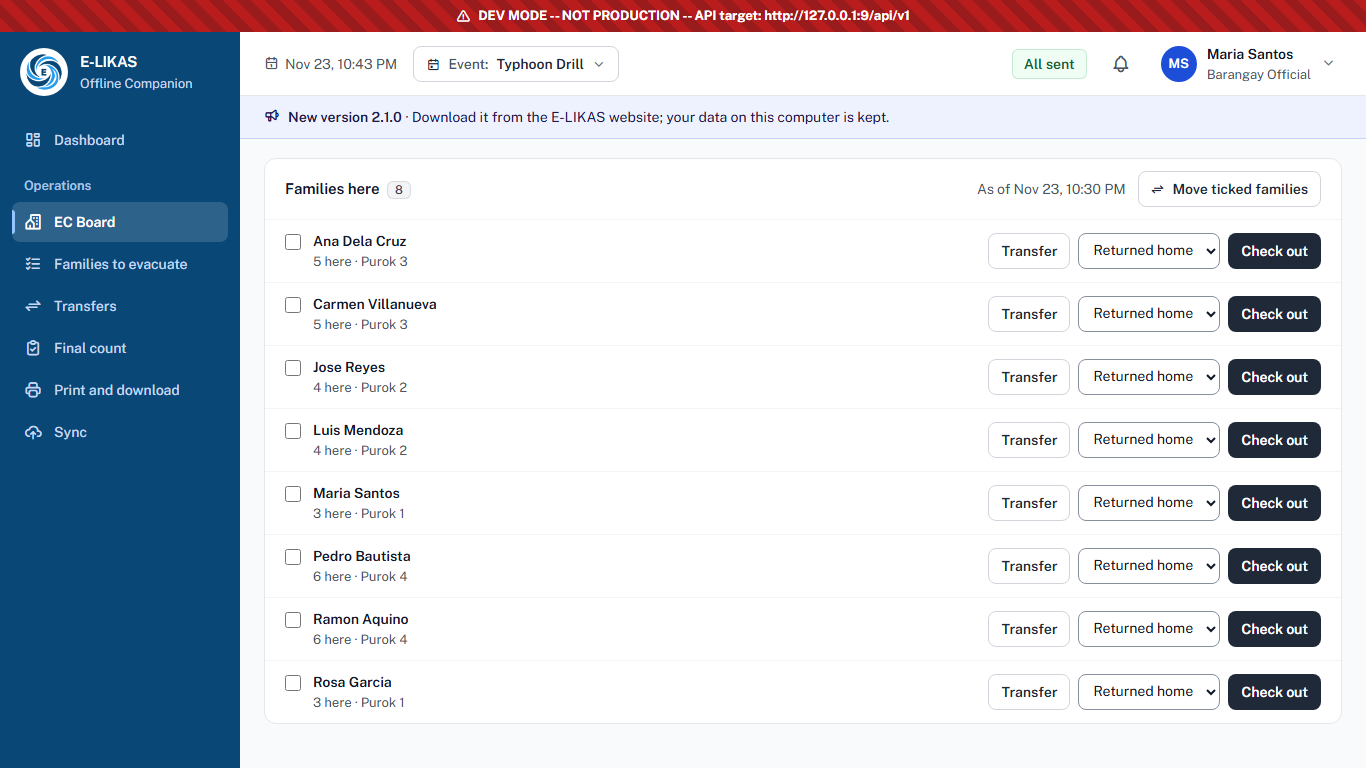 DEV MODE -- NOT PRODUCTION -- API target: http://127.0.0.1:9/api/v1
E-LIKAS
Offline Companion
Dashboard
Operations
EC Board
Families to evacuate
Transfers
Final count
Print and download
Sync
Nov 23, 10:43 PM
Event: Typhoon Drill
All sent
MS
Maria Santos
Barangay Official
New version 2.1.0 · Download it from the E-LIKAS website; your data on this computer is kept.
Families here 8
As of Nov 23, 10:30 PM
Move ticked families
Ana Dela Cruz
5 here · Purok 3
Transfer Returned home Check out
Carmen Villanueva
5 here · Purok 3
Transfer Returned home Check out
Jose Reyes
4 here · Purok 2
Transfer Returned home Check out
Luis Mendoza
4 here · Purok 2
Transfer Returned home Check out
Maria Santos
3 here · Purok 1
Transfer Returned home Check out
Pedro Bautista
6 here · Purok 4
Transfer Returned home Check out
Ramon Aquino
6 here · Purok 4
Transfer Returned home Check out
Rosa Garcia
3 here · Purok 1
Transfer Returned home Check out